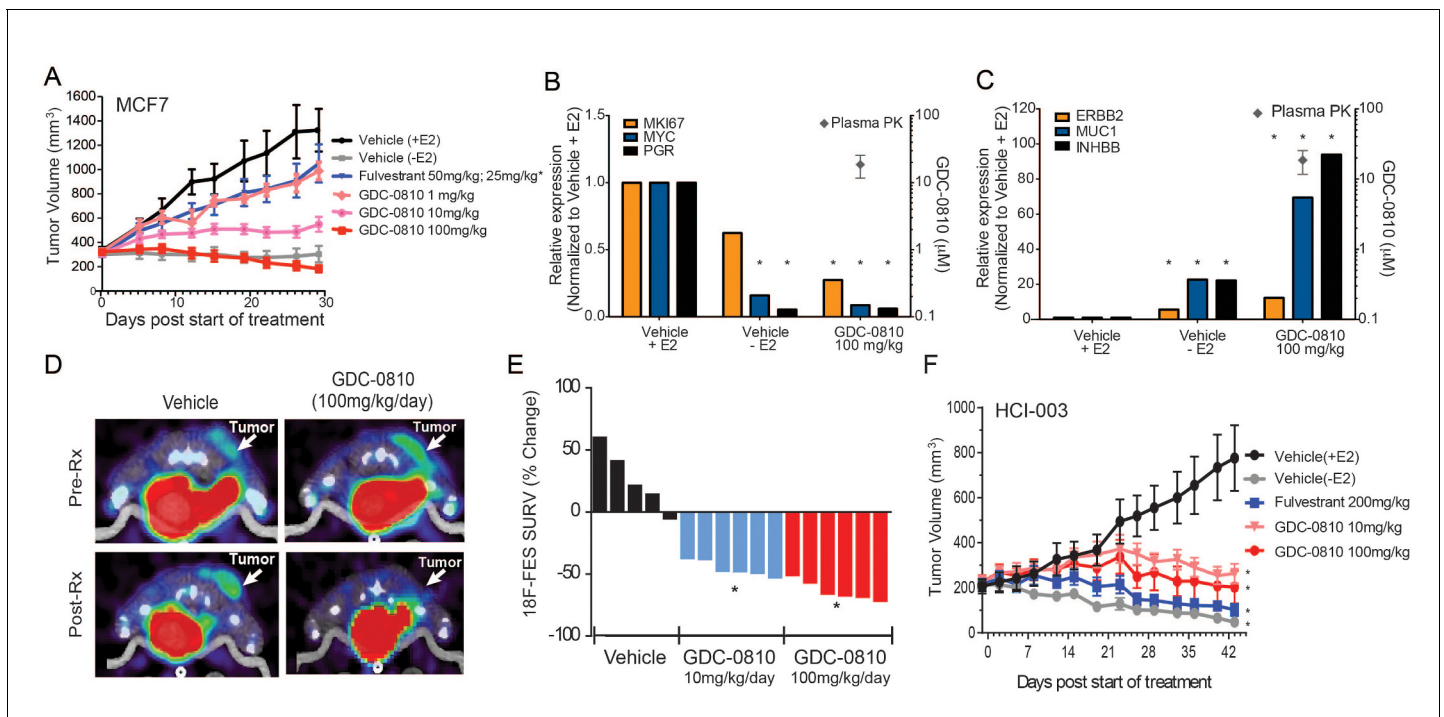 A
MCF7
Tumor Volume (mm³)
1600
1400
1200
1000
800
600
400
200
0
10
20
30
Days post start of treatment
Vehicle (+E2)
Vehicle (-E2)
Fulvestrant 50mg/kg; 25mg/kg*
GDC-0810 1 mg/kg
GDC-0810 10mg/kg
GDC-0810 100mg/kg
B
Relative expression
(Normalized to Vehicle + E2)
1.5
1.0
0.5
0.0
MKI67
MYC
PGR
Plasma PK
* * * * *
100
10
1
0.1
GDC-0810 (μM)
Vehicle
+ E2
Vehicle
- E2
GDC-0810
100 mg/kg
C
Relative expression
(Normalized to Vehicle + E2)
120
100
80
60
40
20
0
ERBB2
MUC1
INHBB
Plasma PK
* * *
* * *
100
10
1
0.1
GDC-0810 (μM)
Vehicle
+ E2
Vehicle
- E2
GDC-0810
100 mg/kg
D
Vehicle
GDC-0810
(100mg/kg/day)
Pre-Rx
Tumor
Tumor
Post-Rx
Tumor
Tumor
E
18F-FES SURV (% Change)
100
50
0
-50
-100
*
*
Vehicle
GDC-0810
10mg/kg/day
GDC-0810
100mg/kg/day
F
HCI-003
Tumor Volume (mm³)
1000
800
600
400
200
0
0
7
14
21
28
35
42
Days post start of treatment
Vehicle(+E2)
Vehicle(-E2)
Fulvestrant 200mg/kg
GDC-0810 10mg/kg
GDC-0810 100mg/kg
*
*
*
*